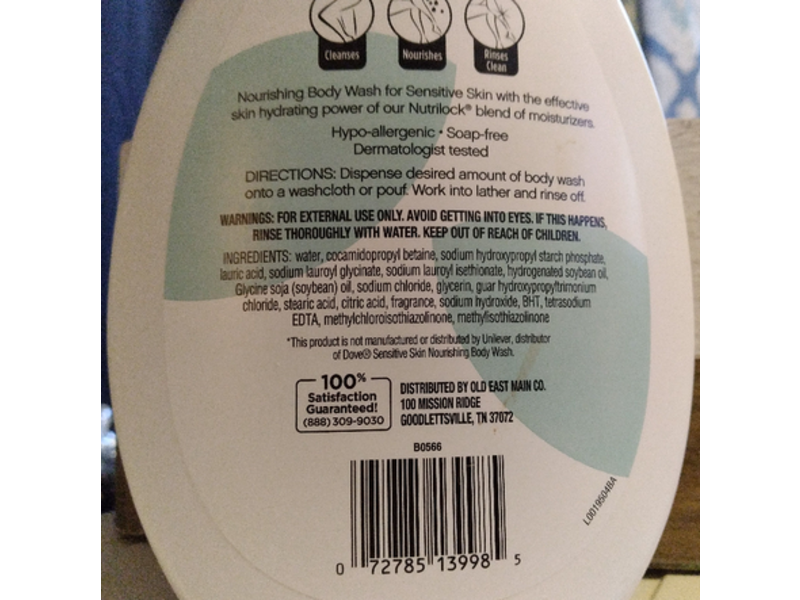 Cleanses
Nourishes
Rinses
Clean
Nourishing Body Wash for Sensitive Skin with the effective
skin hydrating power of our Nutrilock® blend of moisturizers.
Hypo-allergenic • Soap-free
Dermatologist tested
DIRECTIONS: Dispense desired amount of body wash
onto a washcloth or pouf. Work into lather and rinse off.
WARNINGS: FOR EXTERNAL USE ONLY. AVOID GETTING INTO EYES. IF THIS HAPPENS,
RINSE THOROUGHLY WITH WATER. KEEP OUT OF REACH OF CHILDREN.
INGREDIENTS: water, cocamidopropyl betaine, sodium hydroxypropyl starch phosphate,
lauric acid, sodium lauroyl glycinate, sodium lauroyl isethionate, hydrogenated soybean oil,
Glycine soja (soybean) oil, sodium chloride, glycerin, guar hydroxypropyltrimonium
chloride, stearic acid, citric acid, fragrance, sodium hydroxide, BHT, tetrasodium
EDTA, methylchloroisothiazolinone, methylisothiazolinone
*This product is not manufactured or distributed by Unilever, distributor
of Dove® Sensitive Skin Nourishing Body Wash.
100%
Satisfaction
Guaranteed!
(888) 309-9030
DISTRIBUTED BY OLD EAST MAIN CO.
100 MISSION RIDGE
GOODLETTSVILLE, TN 37072
B0566
L0019504BA
0 72785 13998 5